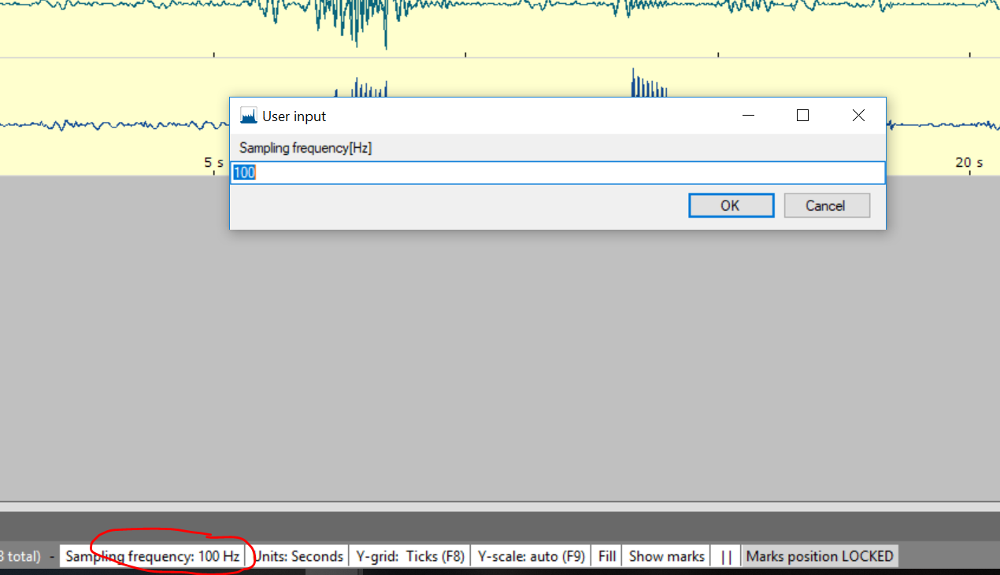 User input
Sampling frequency[Hz]
5 s
100
20 s
OK
Cancel
3 total) - Sampling frequency: 100 Hz Units: Seconds Y-grid: Ticks (F8) Y-scale: auto (F9) Fill Show marks || Marks position LOCKED